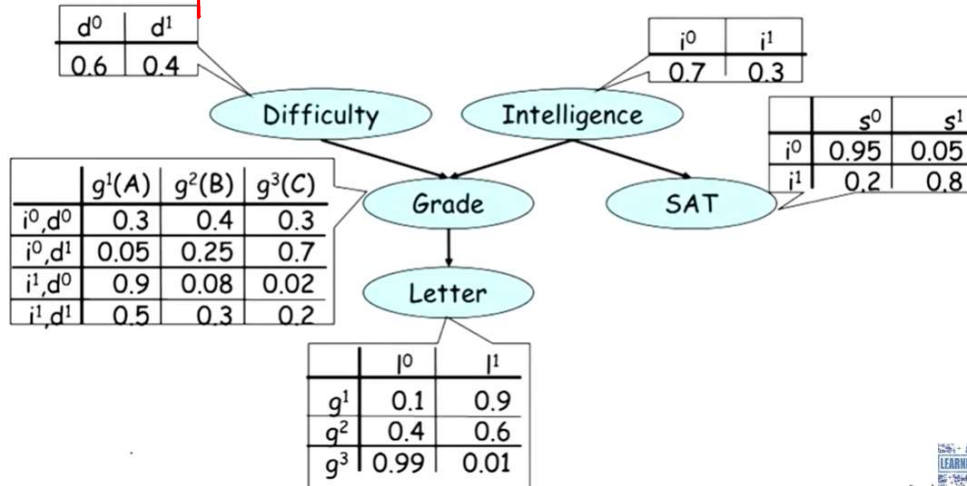 d⁰ d¹
0.6 0.4
i⁰ i¹
0.7 0.3
Difficulty
Intelligence
s⁰ s¹
i⁰ 0.95 0.05
i¹ 0.2 0.8
g¹(A) g²(B) g³(C)
i⁰,d⁰ 0.3 0.4 0.3
i⁰,d¹ 0.05 0.25 0.7
i¹,d⁰ 0.9 0.08 0.02
i¹,d¹ 0.5 0.3 0.2
Grade
SAT
Letter
l⁰ l¹
g¹ 0.1 0.9
g² 0.4 0.6
g³ 0.99 0.01